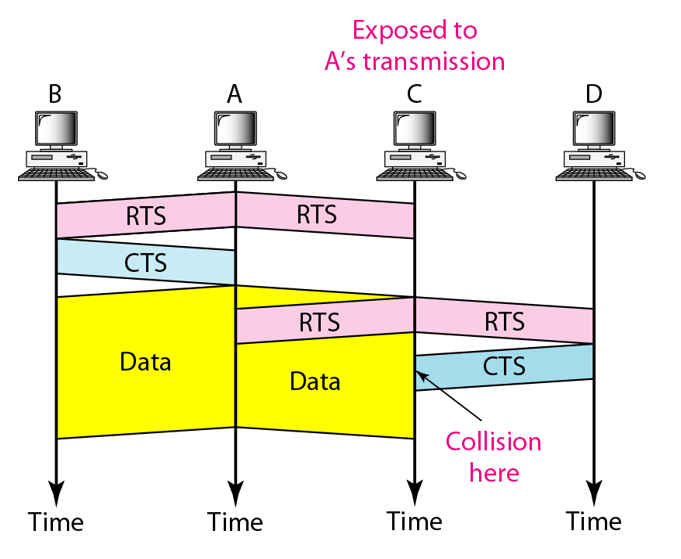 Exposed to
A's transmission
B
A
C
D
RTS
RTS
CTS
RTS
RTS
Data
Data
CTS
Collision
here
Time
Time
Time
Time